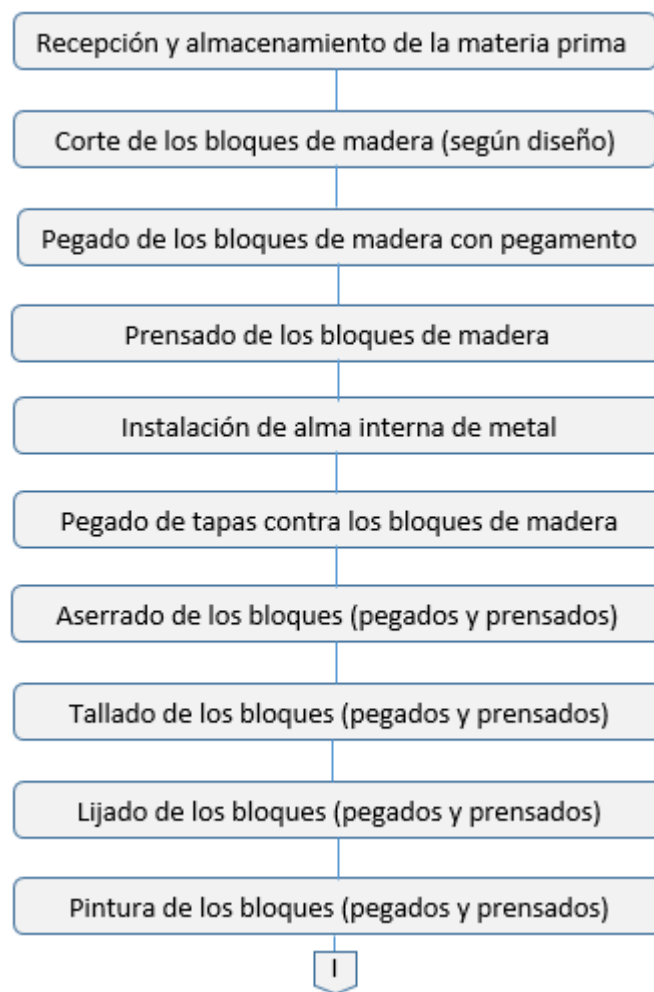 Recepción y almacenamiento de la materia prima
Corte de los bloques de madera (según diseño)
Pegado de los bloques de madera con pegamento
Prensado de los bloques de madera
Instalación de alma interna de metal
Pegado de tapas contra los bloques de madera
Aserrado de los bloques (pegados y prensados)
Tallado de los bloques (pegados y prensados)
Lijado de los bloques (pegados y prensados)
Pintura de los bloques (pegados y prensados)
I